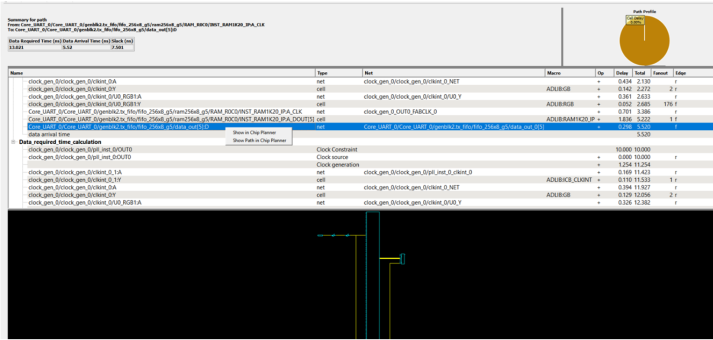 Summary for path
From: Core_UART_0/Core_UART_0/genblk2.tx_fifo/fifo_256x8_g5/ram256x8_g5/RAM_R0C0/INST_RAM1K20_IP:A_CLK
To: Core_UART_0/Core_UART_0/genblk2.tx_fifo/fifo_256x8_g5/data_out[5]:D
Data Required Time (ns) Data Arrival Time (ns) Slack (ns)
13.021 5.52 7.501
Path Profile
Name Type Net Macro Op Delay Total Fanout Edge
clock_gen_0/clock_gen_0/clkint_0:A net clock_gen_0/clock_gen_0/clkint_0_NET + 0.434 2.130 r
clock_gen_0/clock_gen_0/clkint_0:Y cell ADLIB:GB + 0.142 2.272 2 r
clock_gen_0/clock_gen_0/clkint_0/U0_RGB1:A net clock_gen_0/clock_gen_0/clkint_0/U0_Y + 0.361 2.633 r
clock_gen_0/clock_gen_0/clkint_0/U0_RGB1:Y cell ADLIB:RGB + 0.052 2.685 176 f
Core_UART_0/Core_UART_0/genblk2.tx_fifo/fifo_256x8_g5/ram256x8_g5/RAM_R0C0/INST_RAM1K20_IP:A_CLK net clock_gen_0_OUT0_FABCLK_0 + 0.701 3.386 r
Core_UART_0/Core_UART_0/genblk2.tx_fifo/fifo_256x8_g5/ram256x8_g5/RAM_R0C0/INST_RAM1K20_IP:A_DOUT[5] cell ADLIB:RAM1K20_IP + 1.836 5.222 1 f
Core_UART_0/Core_UART_0/genblk2.tx_fifo/fifo_256x8_g5/data_out[5]:D net Core_UART_0/Core_UART_0/genblk2.tx_fifo/fifo_256x8_g5/data_out_0[5] + 0.298 5.520 f
data arrival time 5.520
Show in Chip Planner
Show Path in Chip Planner
Data_required_time_calculation
clock_gen_0/clock_gen_0/pll_inst_0/OUT0 Clock Constraint 10.000 10.000
clock_gen_0/clock_gen_0/pll_inst_0:OUT0 Clock source + 0.000 10.000 r
Clock generation + 1.254 11.254
clock_gen_0/clock_gen_0/clkint_0_1:A net clock_gen_0/clock_gen_0/pll_inst_0_clkint_0 + 0.169 11.423 r
clock_gen_0/clock_gen_0/clkint_0_1:Y cell ADLIB:ICB_CLKINT + 0.110 11.533 1 r
clock_gen_0/clock_gen_0/clkint_0:A net clock_gen_0/clock_gen_0/clkint_0_NET + 0.394 11.927 r
clock_gen_0/clock_gen_0/clkint_0:Y cell ADLIB:GB + 0.129 12.056 2 r
clock_gen_0/clock_gen_0/clkint_0/U0_RGB1:A net clock_gen_0/clock_gen_0/clkint_0/U0_Y + 0.326 12.382 r